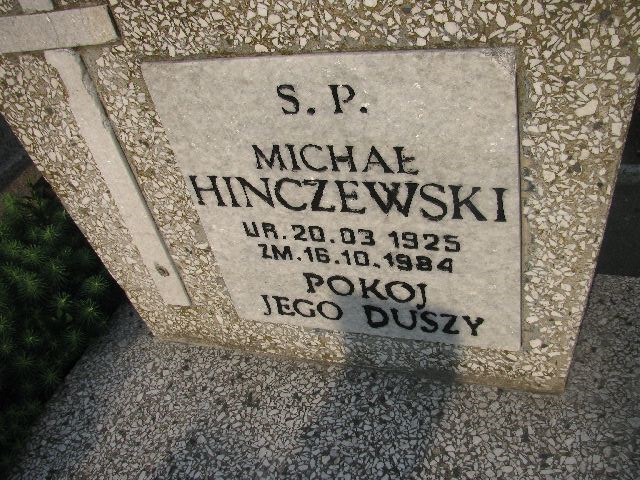 S. P.
MICHAŁ
HINCZEWSKI
UR. 20. 03 1925
ZM. 16. 10. 1984
POKOJ
JEGO DUSZY